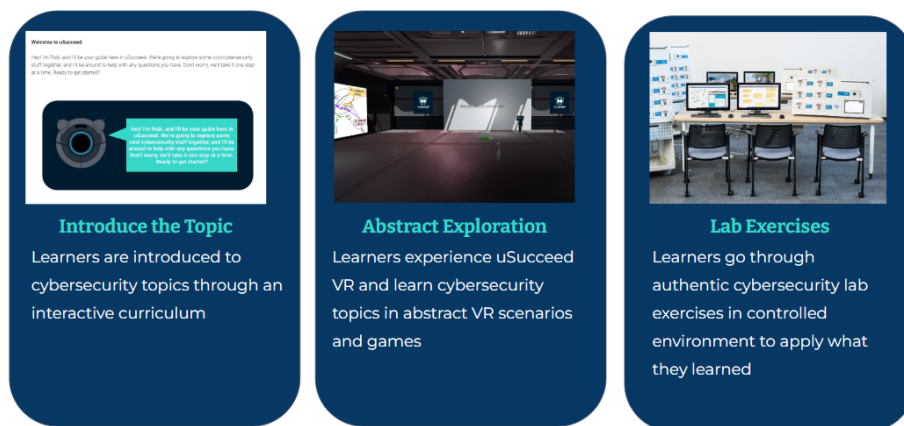 Welcome to uSucceed
Hey! I'm Rob, and I'll be your guide here in uSucceed. We're going to explore some cool cybersecurity
stuff together, and I'll be around to help with any questions you have. Don't worry, we'll take it one step
at a time. Ready to get started?
Hey! I'm Rob, and I'll be your guide here in
uSucceed. We're going to explore some
cool cybersecurity stuff together, and I'll be
around to help with any questions you have.
Don't worry, we'll take it one step at a time.
Ready to get started?
Introduce the Topic
Learners are introduced to
cybersecurity topics through an
interactive curriculum
Abstract Exploration
Learners experience uSucceed
VR and learn cybersecurity
topics in abstract VR scenarios
and games
Lab Exercises
Learners go through
authentic cybersecurity lab
exercises in controlled
environment to apply what
they learned